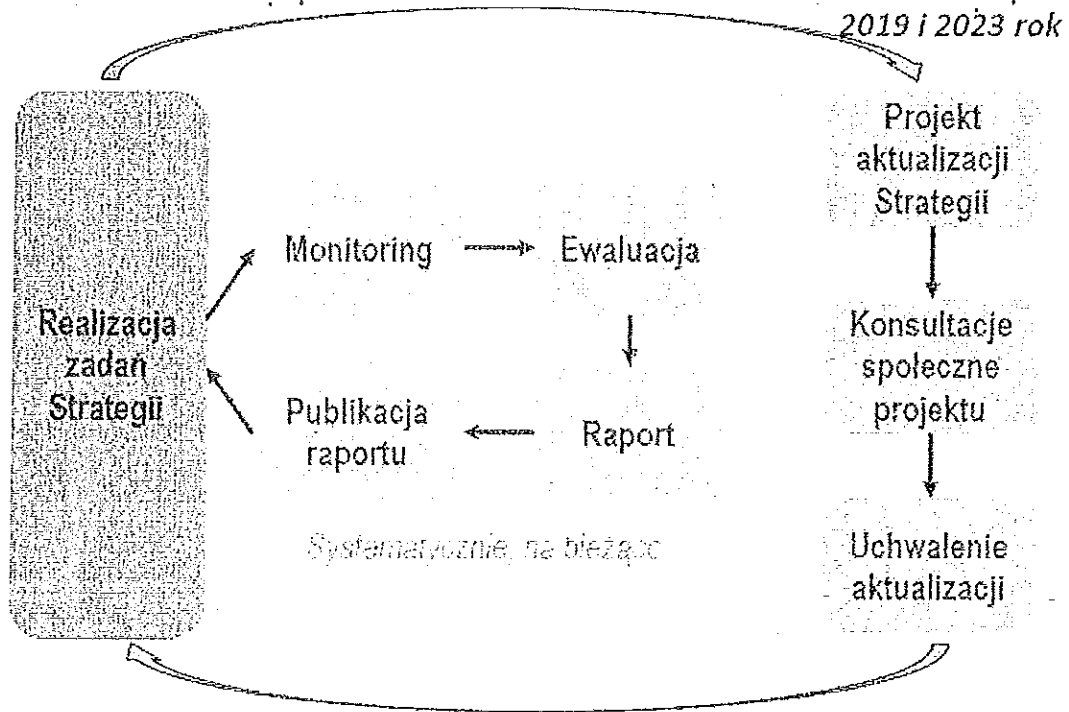 2019 i 2023 rok
Projekt
aktualizacji
Strategii
Monitoring
Ewaluacja
Realizacja
zadań
Strategii
Konsultacje
społeczne
projektu
Publikacja
raportu
Raport
Systematycznie, na bieżąco
Uchwalenie
aktualizacji